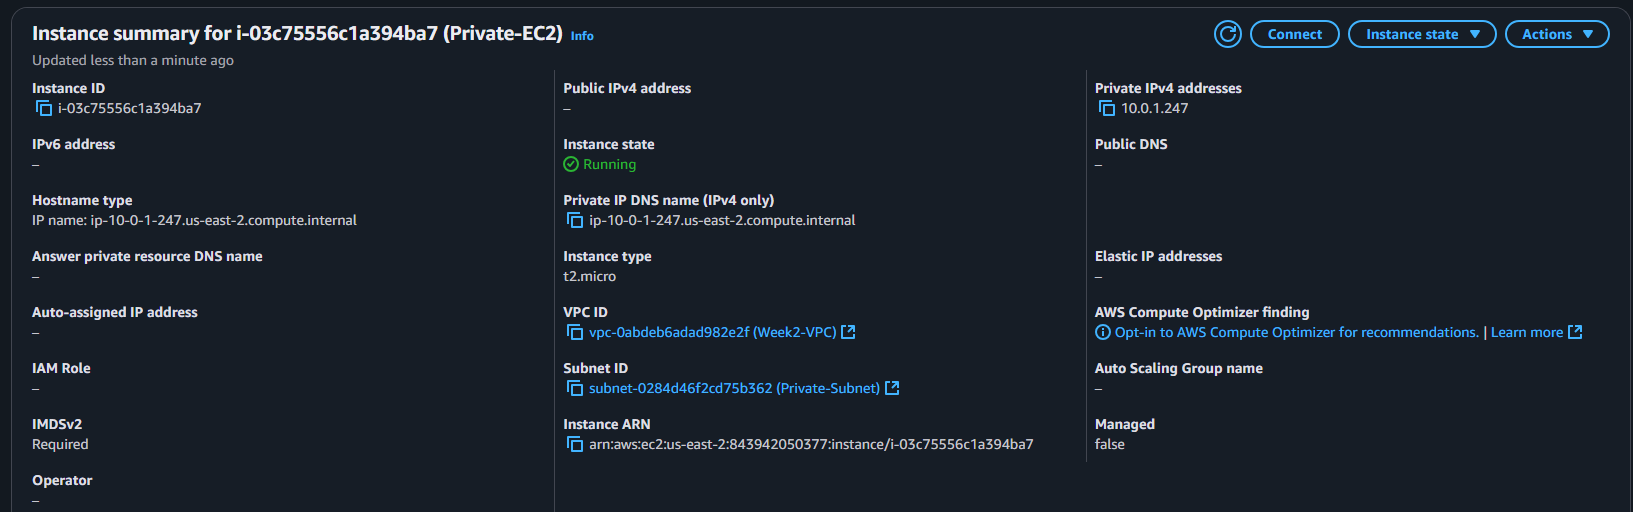 Instance summary for i-03c75556c1a394ba7 (Private-EC2) Info
Connect
Instance state
Actions
Updated less than a minute ago
Instance ID
i-03c75556c1a394ba7
Public IPv4 address
–
Private IPv4 addresses
10.0.1.247
IPv6 address
–
Instance state
Running
Public DNS
–
Hostname type
IP name: ip-10-0-1-247.us-east-2.compute.internal
Private IP DNS name (IPv4 only)
ip-10-0-1-247.us-east-2.compute.internal
Answer private resource DNS name
–
Instance type
t2.micro
Elastic IP addresses
–
Auto-assigned IP address
–
VPC ID
vpc-0abdeb6adad982e2f (Week2-VPC)
AWS Compute Optimizer finding
Opt-in to AWS Compute Optimizer for recommendations. | Learn more
IAM Role
–
Subnet ID
subnet-0284d46f2cd75b362 (Private-Subnet)
Auto Scaling Group name
–
IMDSv2
Required
Instance ARN
arn:aws:ec2:us-east-2:843942050377:instance/i-03c75556c1a394ba7
Managed
false
Operator
–